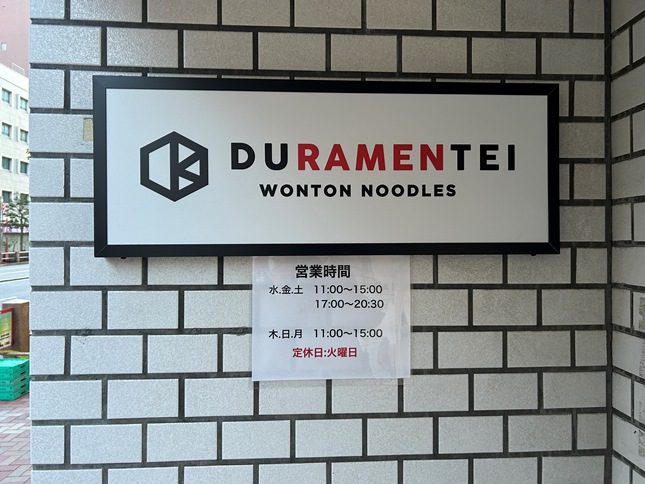 DURAMENTEI
WONTON NOODLES
営業時間
水.金.土 11:00〜15:00
17:00〜20:30
木.日.月 11:00〜15:00
定休日:火曜日